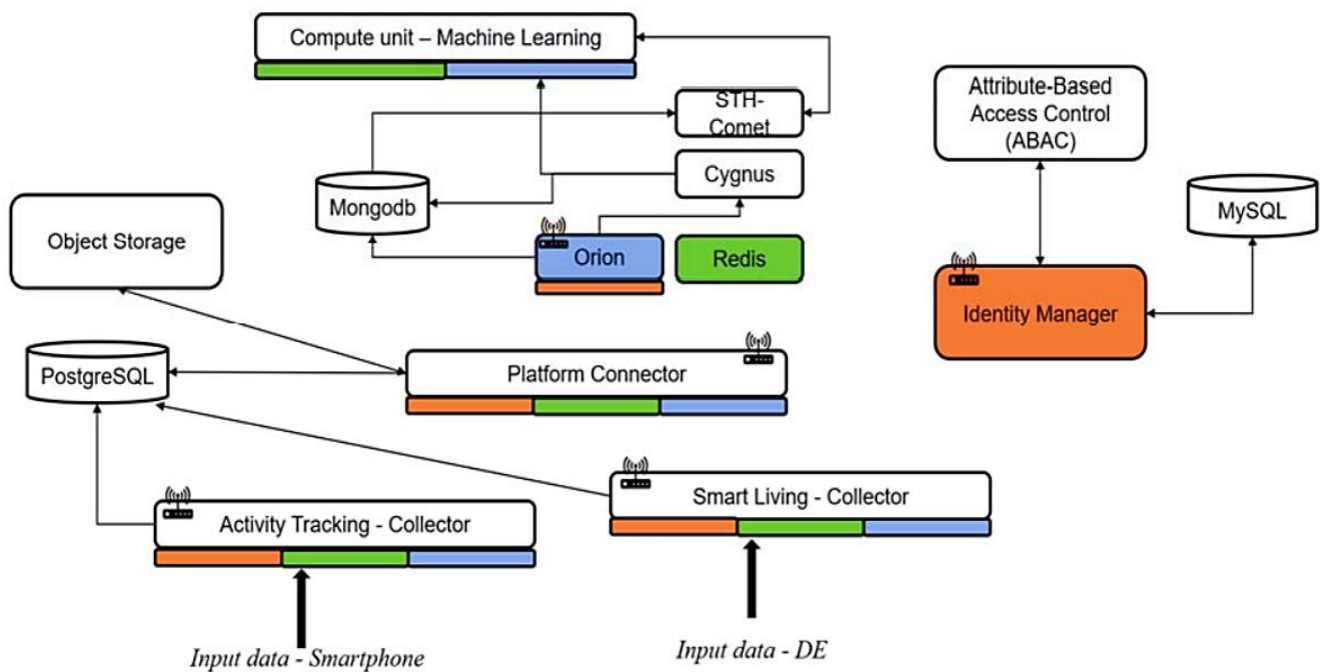 Compute unit – Machine Learning
STH-
Comet
Attribute-Based
Access Control
(ABAC)
Cygnus
Mongodb
MySQL
Object Storage
Orion
Redis
Identity Manager
PostgreSQL
Platform Connector
Smart Living - Collector
Activity Tracking - Collector
Input data - DE
Input data - Smartphone